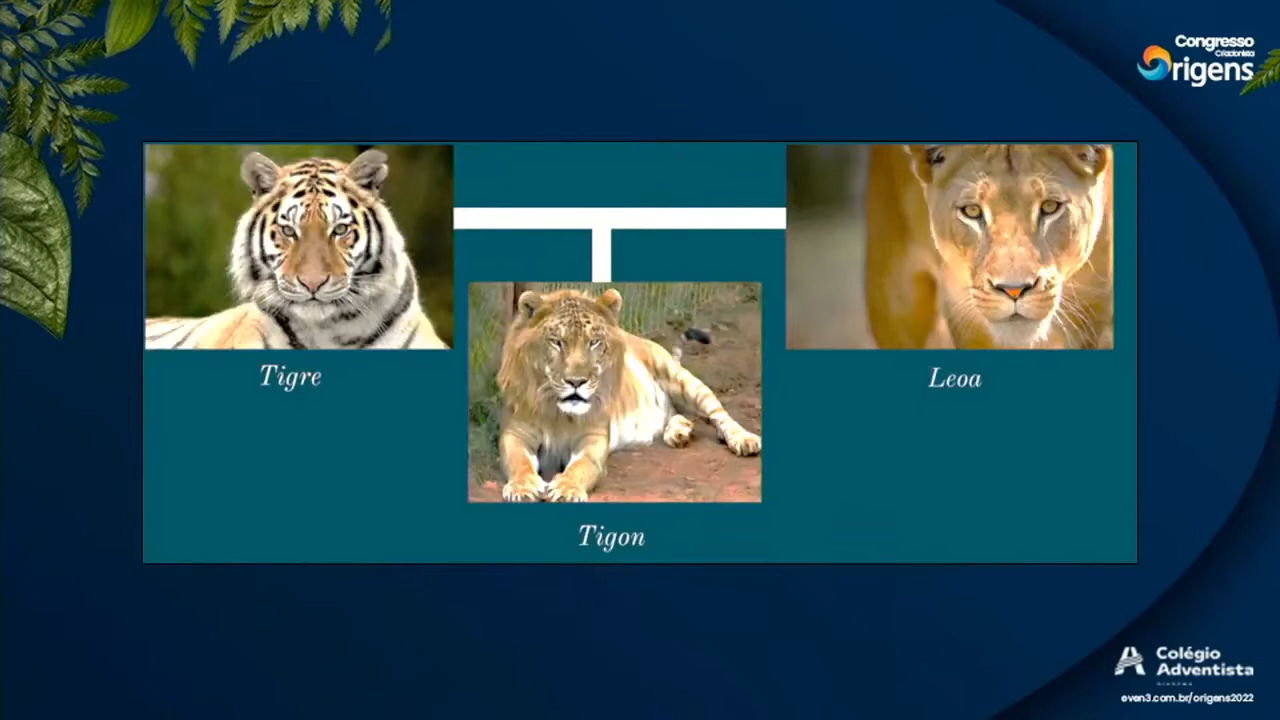 Congresso
Criacionista
Origens
Tigre
Leoa
Tigon
Colégio
Adventista
even3.com.br/origens2022